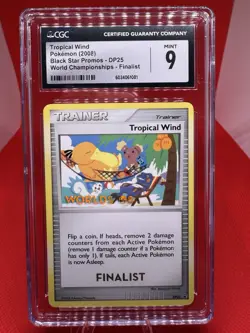 CGC
CERTIFIED GUARANTY COMPANY
Tropical Wind
Pokémon (2008)
Black Star Promos - DP25
World Championships - Finalist
MINT
9
TRAINER
Trainer
Tropical Wind
WORLDS
Flip a coin. If heads, remove 2 damage
counters from each Active Pokémon
(remove 1 damage counter if a Pokémon
has only 1). If tails, each Active Pokémon
is now Asleep.
FINALIST